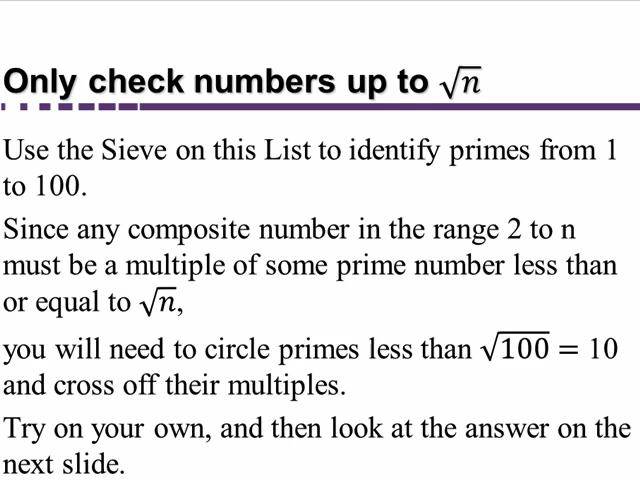 Only check numbers up to √n
Use the Sieve on this List to identify primes from 1
to 100.
Since any composite number in the range 2 to n
must be a multiple of some prime number less than
or equal to √n,
you will need to circle primes less than √100 = 10
and cross off their multiples.
Try on your own, and then look at the answer on the
next slide.